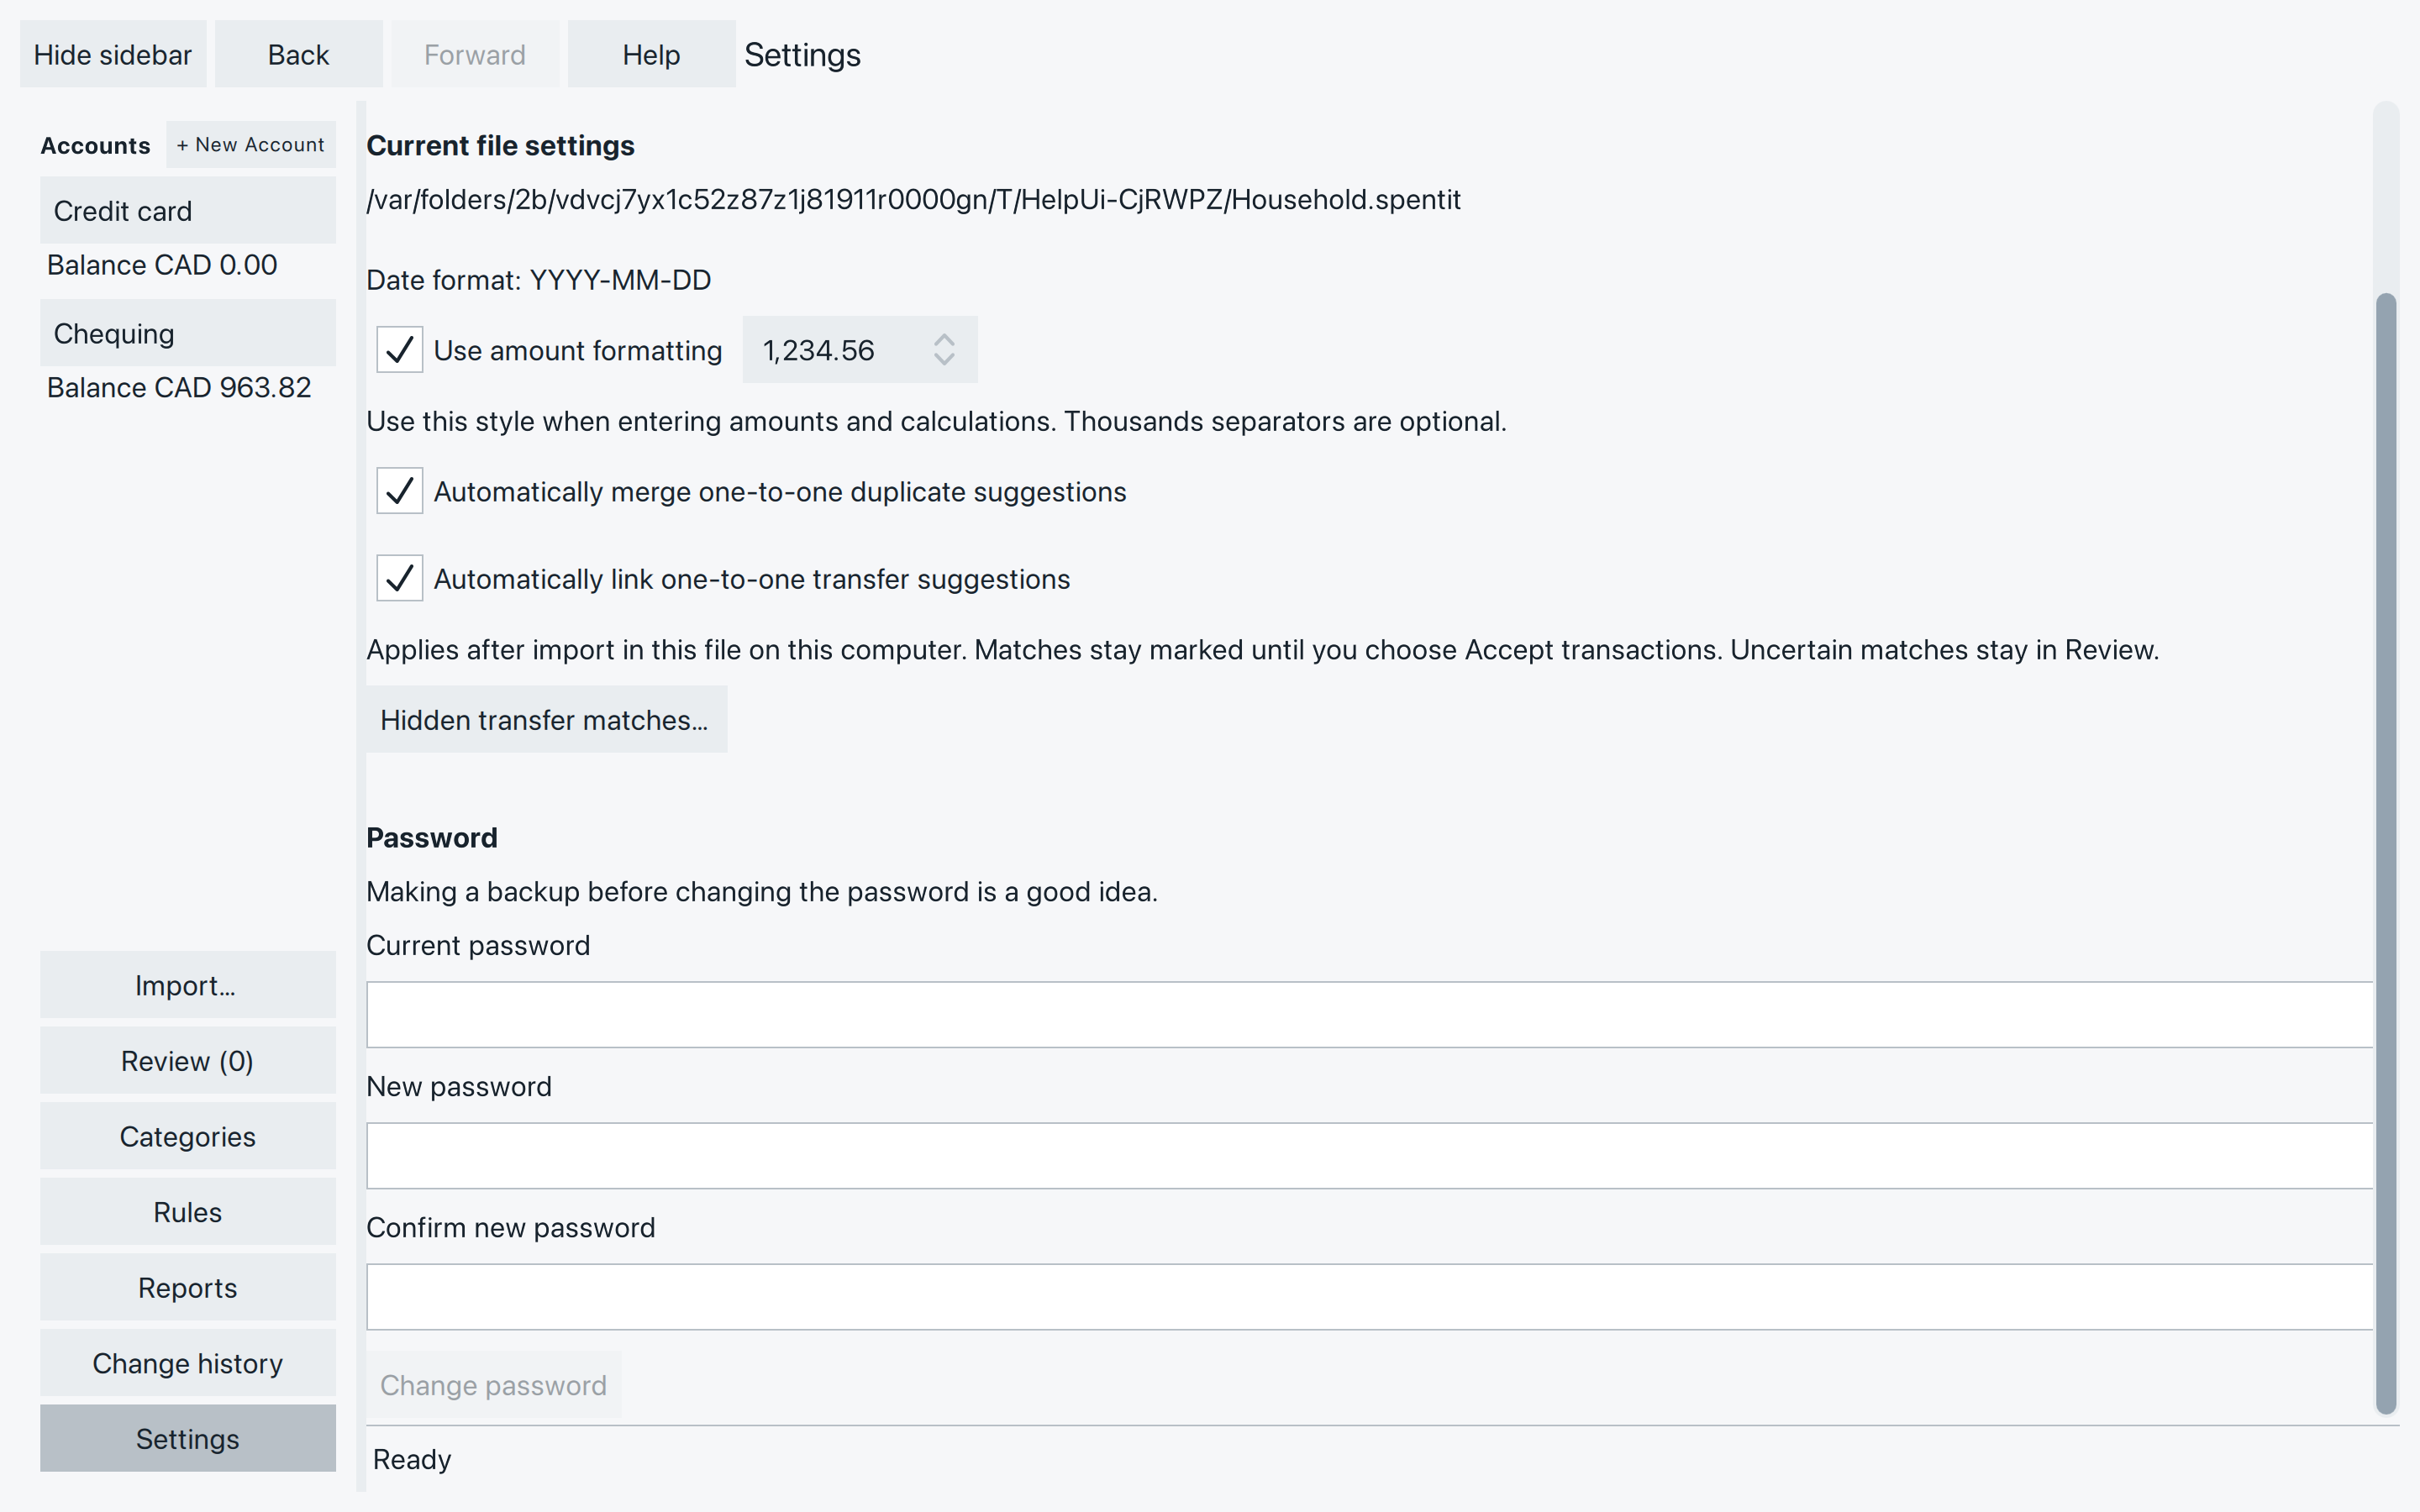 Hide sidebar
Back
Forward
Help
Settings
Accounts
+ New Account
Credit card
Balance CAD 0.00
Chequing
Balance CAD 963.82
Import…
Review (0)
Categories
Rules
Reports
Change history
Settings
Current file settings
/var/folders/2b/vdvcj7yx1c52z87z1j81911r0000gn/T/HelpUi-CjRWPZ/Household.spentit
Date format: YYYY-MM-DD
Use amount formatting
1,234.56
Use this style when entering amounts and calculations. Thousands separators are optional.
Automatically merge one-to-one duplicate suggestions
Automatically link one-to-one transfer suggestions
Applies after import in this file on this computer. Matches stay marked until you choose Accept transactions. Uncertain matches stay in Review.
Hidden transfer matches…
Password
Making a backup before changing the password is a good idea.
Current password
New password
Confirm new password
Change password
Ready